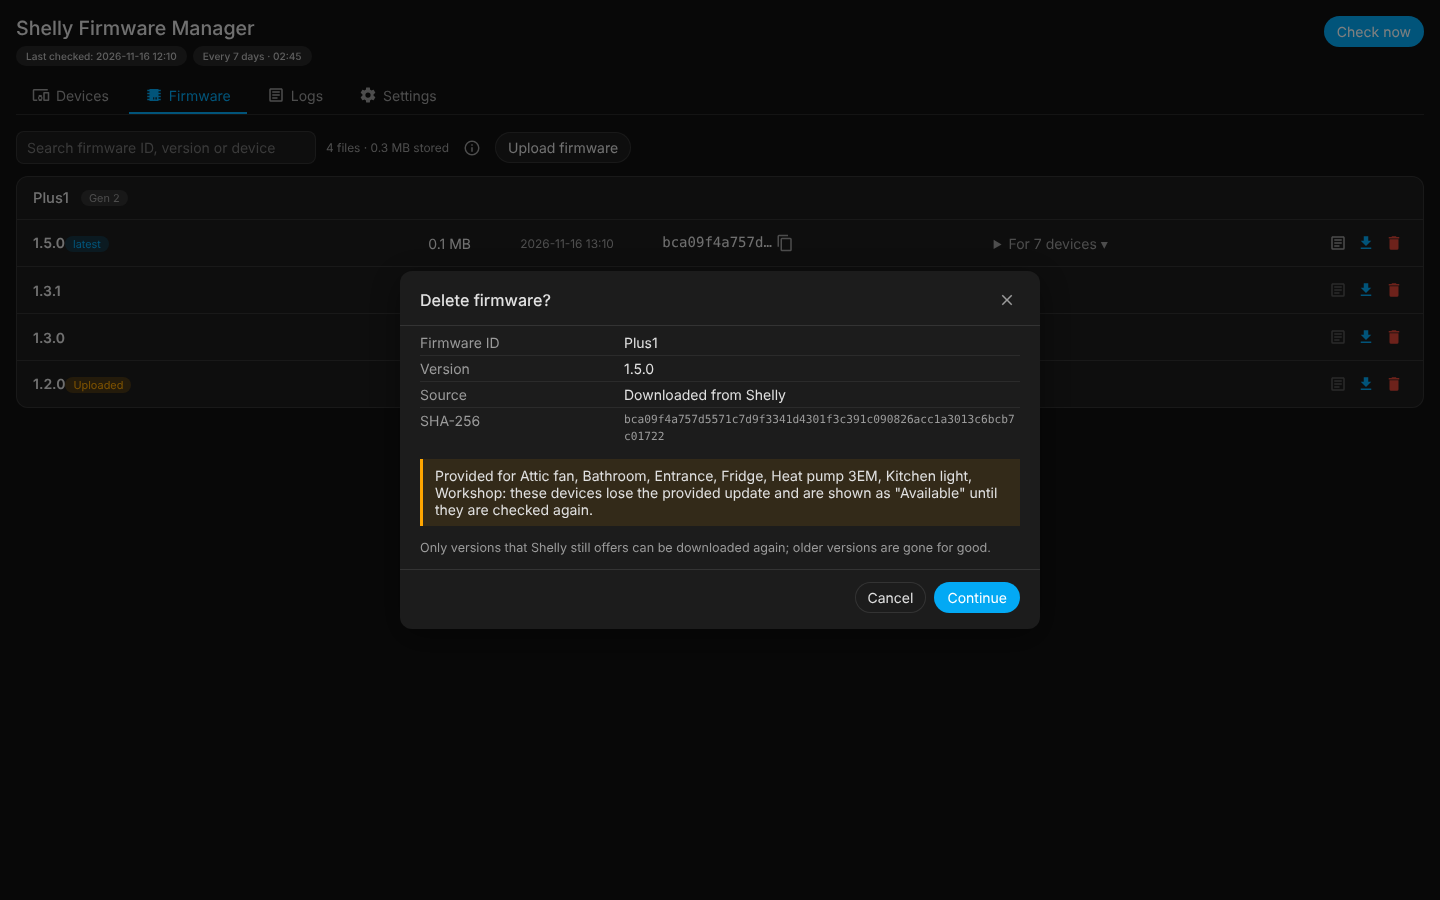 Shelly Firmware Manager
Check now
Last checked: 2026-11-16 12:10
Every 7 days · 02:45
Devices
Firmware
Logs
Settings
Search firmware ID, version or device
4 files · 0.3 MB stored
Upload firmware
Plus1 Gen 2
1.5.0 latest 0.1 MB 2026-11-16 13:10 bca09f4a757d… ▶ For 7 devices ▾
1.3.1
1.3.0
1.2.0 Uploaded
Delete firmware?
Firmware ID Plus1
Version 1.5.0
Source Downloaded from Shelly
SHA-256 bca09f4a757d5571c7d9f3341d4301f3c391c090826acc1a3013c6bcb7
c01722
Provided for Attic fan, Bathroom, Entrance, Fridge, Heat pump 3EM, Kitchen light,
Workshop: these devices lose the provided update and are shown as "Available" until
they are checked again.
Only versions that Shelly still offers can be downloaded again; older versions are gone for good.
Cancel
Continue